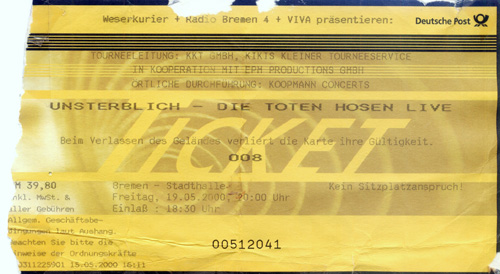 Weserkurier + Radio Bremen 4 + VIVA präsentieren:
Deutsche Post
TOURNEELEITUNG: KKT GMBH, KIKIS KLEINER TOURNEESERVICE
IN KOOPERATION MIT EPM PRODUCTIONS GMBH
ÖRTLICHE DURCHFÜHRUNG: KOOPMANN CONCERTS
UNSTERBLICH - DIE TOTEN HOSEN LIVE
TICKET
Beim Verlassen des Geländes verliert die Karte ihre Gültigkeit.
008
M 39,80
Bremen - Stadthalle
Kein Sitzplatzanspruch!
inkl. MwSt. &
Freitag, 19.05.2000, 20:00 Uhr
aller Gebühren
Einlaß : 18:30 Uhr
Allgem. Geschäftsbe-
dingungen laut Aushang.
00512041
Beachten Sie bitte die
Hinweise der Ordnungskräfte
2000 16:11